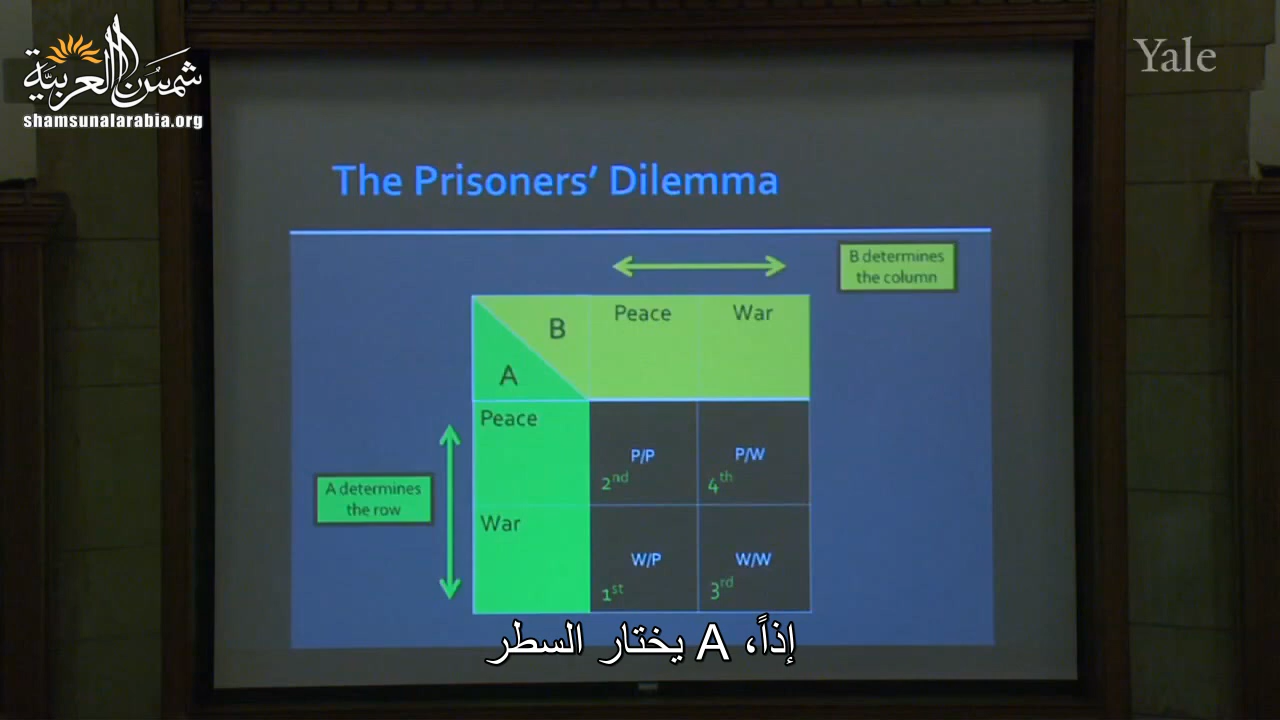 شمس العربية
shamsunalarabia.org
Yale
The Prisoners’ Dilemma
B determines
the column
B
Peace
War
A
Peace
P/P
P/W
2nd
4th
A determines
the row
War
W/P
W/W
1st
3rd
إذاً، A يختار السطر